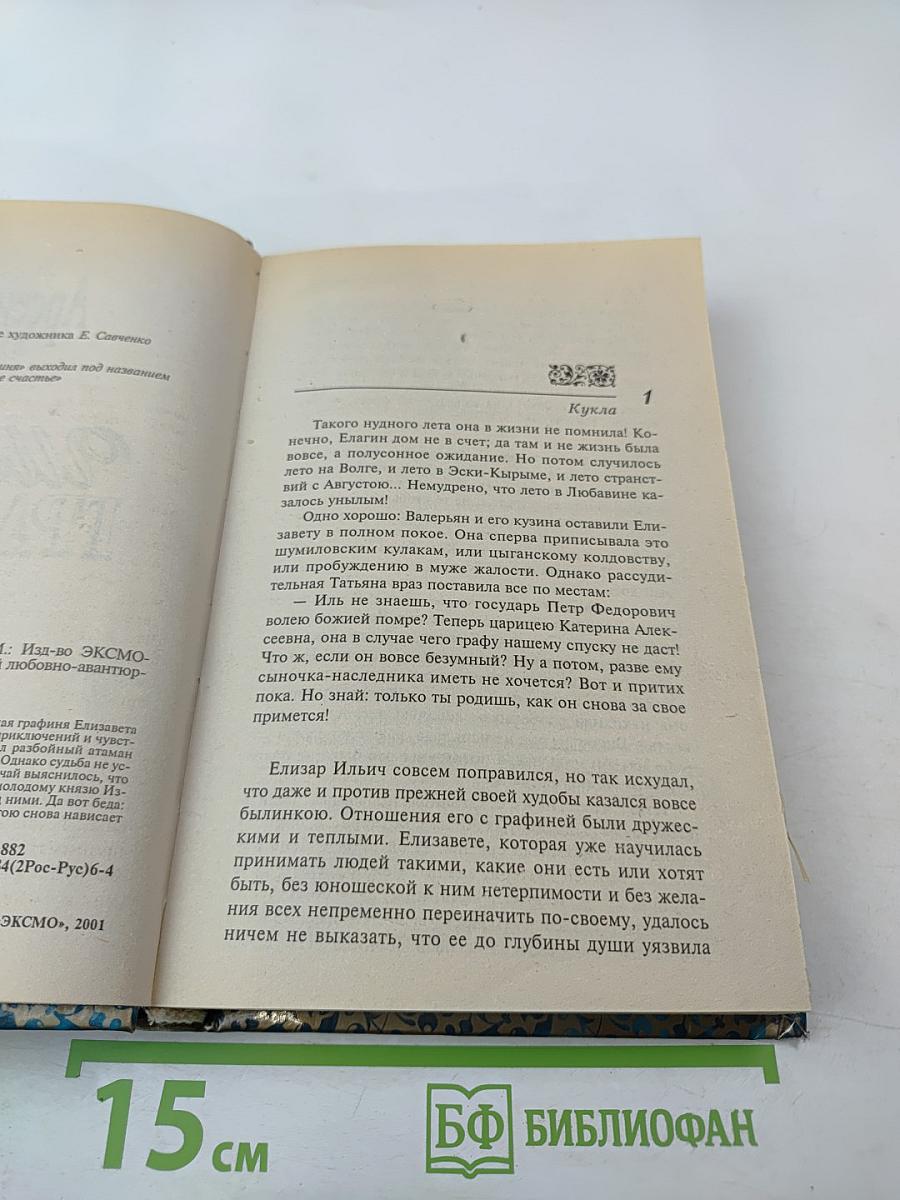 е художника Е. Савченко
иня» выходил под названием
е счастье»
М.: Изд-во ЭКСМО-
й любовно-авантюр-
ая графиня Елизавета
риключений и чувст-
л разбойный атаман
Однако судьба не ус-
чай выяснилось, что
молодому князю Из-
д ними. Да вот беда:
тою снова нависает
882
84(2Рос-Рус)6-4
«ЭКСМО», 2001
1
Кукла
Такого нудного лета она в жизни не помнила! Ко-
нечно, Елагин дом не в счет; да там и не жизнь была
вовсе, а полусонное ожидание. Но потом случилось
лето на Волге, и лето в Эски-Кырыме, и лето странст-
вий с Августою... Немудрено, что лето в Любавине ка-
залось унылым!
Одно хорошо: Валерьян и его кузина оставили Ели-
завету в полном покое. Она сперва приписывала это
шумиловским кулакам, или цыганскому колдовству,
или пробуждению в муже жалости. Однако рассуди-
тельная Татьяна враз поставила все по местам:
— Иль не знаешь, что государь Петр Федорович
волею божией помре? Теперь царицею Катерина Алек-
сеевна, она в случае чего графу нашему спуску не даст!
Что ж, если он вовсе безумный? Ну а потом, разве ему
сыночка-наследника иметь не хочется? Вот и притих
пока. Но знай: только ты родишь, как он снова за свое
примется!
Елизар Ильич совсем поправился, но так исхудал,
что даже и против прежней своей худобы казался вовсе
былинкою. Отношения его с графиней были дружес-
кими и теплыми. Елизавете, которая уже научилась
принимать людей такими, какие они есть или хотят
быть, без юношеской к ним нетерпимости и без жела-
ния всех непременно переиначить по-своему, удалось
ничем не выказать, что ее до глубины души уязвила
15 см
БФ БИБЛИОФАН